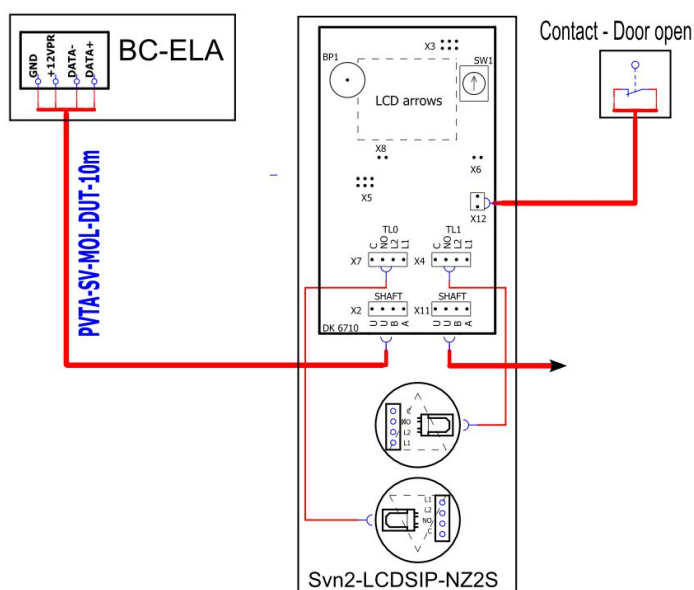 BC-ELA
GND
+12VPR
DATA-
DATA+
PVTA-SV-MOL-DUT-10m
Contact - Door open
X3
BP1
SW1
LCD arrows
X8
X6
X5
X12
TL0
TL1
C
NO
L2
L1
C
NO
L2
L1
X7
X4
SHAFT
SHAFT
X2
X11
U
U
B
A
U
U
B
A
DK 6710
C
NO
L2
L1
L1
L2
NO
C
Svn2-LCDSIP-NZ2S